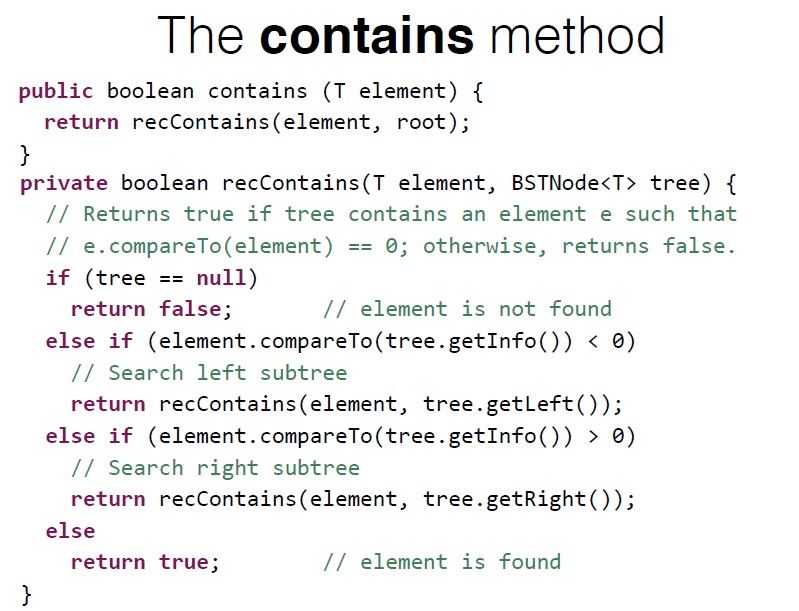 The contains method
public boolean contains (T element) {
  return recContains(element, root);
}
private boolean recContains(T element, BSTNode<T> tree) {
  // Returns true if tree contains an element e such that
  // e.compareTo(element) == 0; otherwise, returns false.
  if (tree == null)
    return false;       // element is not found
  else if (element.compareTo(tree.getInfo()) < 0)
    // Search left subtree
    return recContains(element, tree.getLeft());
  else if (element.compareTo(tree.getInfo()) > 0)
    // Search right subtree
    return recContains(element, tree.getRight());
  else
    return true;        // element is found
}